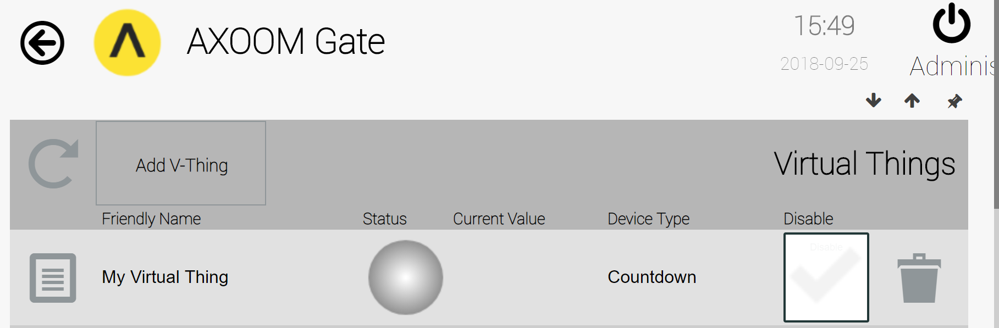 AXOOM Gate
15:49
2018-09-25
Adminis
Add V-Thing
Virtual Things
Friendly Name Status Current Value Device Type Disable
Disable
My Virtual Thing Countdown